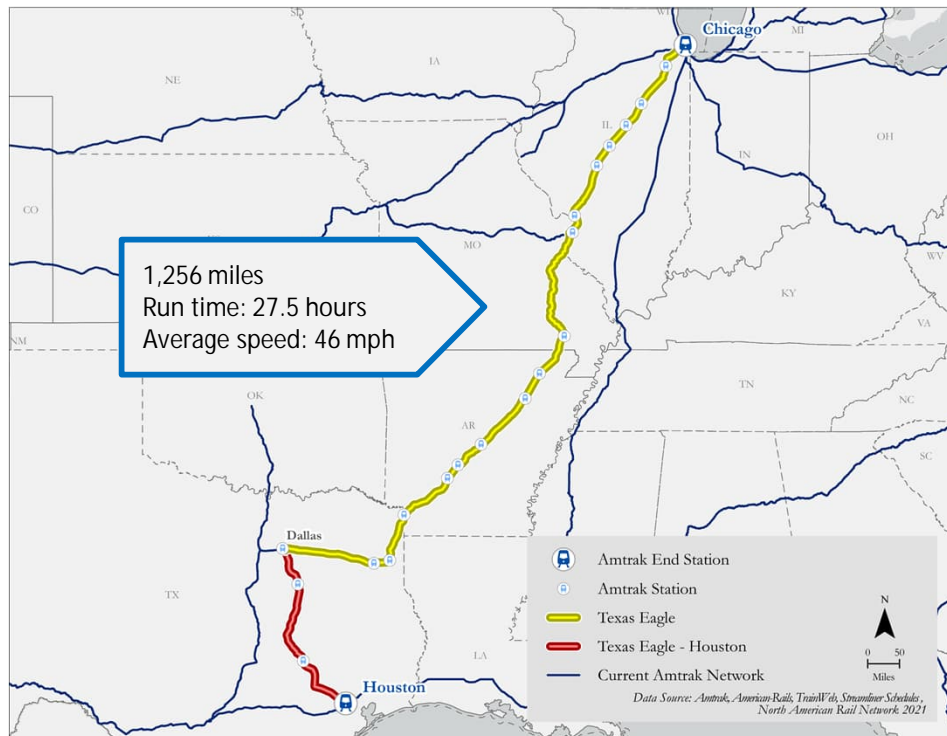 Chicago
SD
WI
MI
IA
NE
IL
IN
OH
CO
MO
WV
KY
VA
1,256 miles
Run time: 27.5 hours
Average speed: 46 mph
NM
TN
NC
OK
AR
SC
Dallas
TX
LA
Houston
Amtrak End Station
Amtrak Station
Texas Eagle
Texas Eagle - Houston
Current Amtrak Network
N
0 50
Miles
Data Source: Amtrak, American-Rails, TrainWeb, Streamliner Schedules,
North American Rail Network 2021